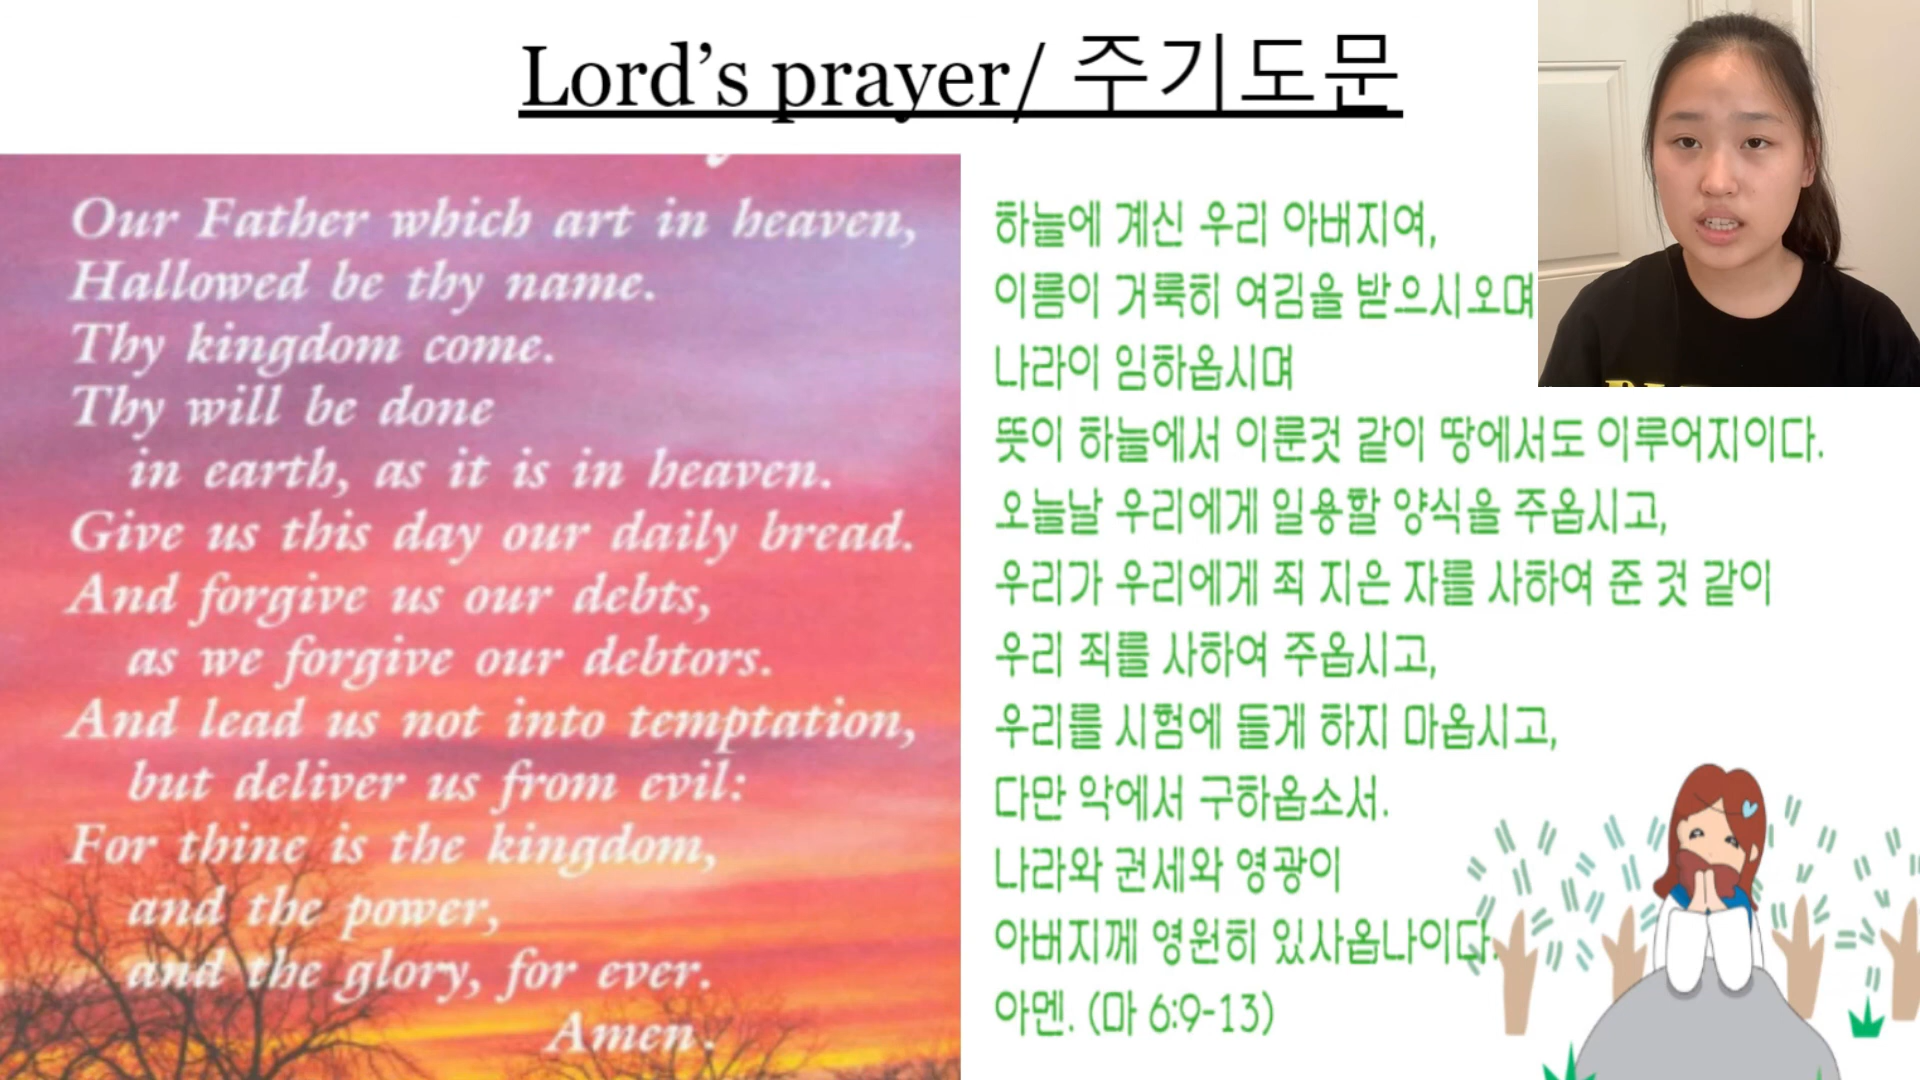 Lord’s prayer/ 주기도문
Our Father which art in heaven,
Hallowed be thy name.
Thy kingdom come.
Thy will be done
in earth, as it is in heaven.
Give us this day our daily bread.
And forgive us our debts,
as we forgive our debtors.
And lead us not into temptation,
but deliver us from evil:
For thine is the kingdom,
and the power,
and the glory, for ever.
Amen.
하늘에 계신 우리 아버지여,
이름이 거룩히 여김을 받으시오며
나라이 임하옵시며
뜻이 하늘에서 이룬것 같이 땅에서도 이루어지이다.
오늘날 우리에게 일용할 양식을 주옵시고,
우리가 우리에게 죄 지은 자를 사하여 준 것 같이
우리 죄를 사하여 주옵시고,
우리를 시험에 들게 하지 마옵시고,
다만 악에서 구하옵소서.
나라와 권세와 영광이
아버지께 영원히 있사옵나이다.
아멘. (마 6:9-13)